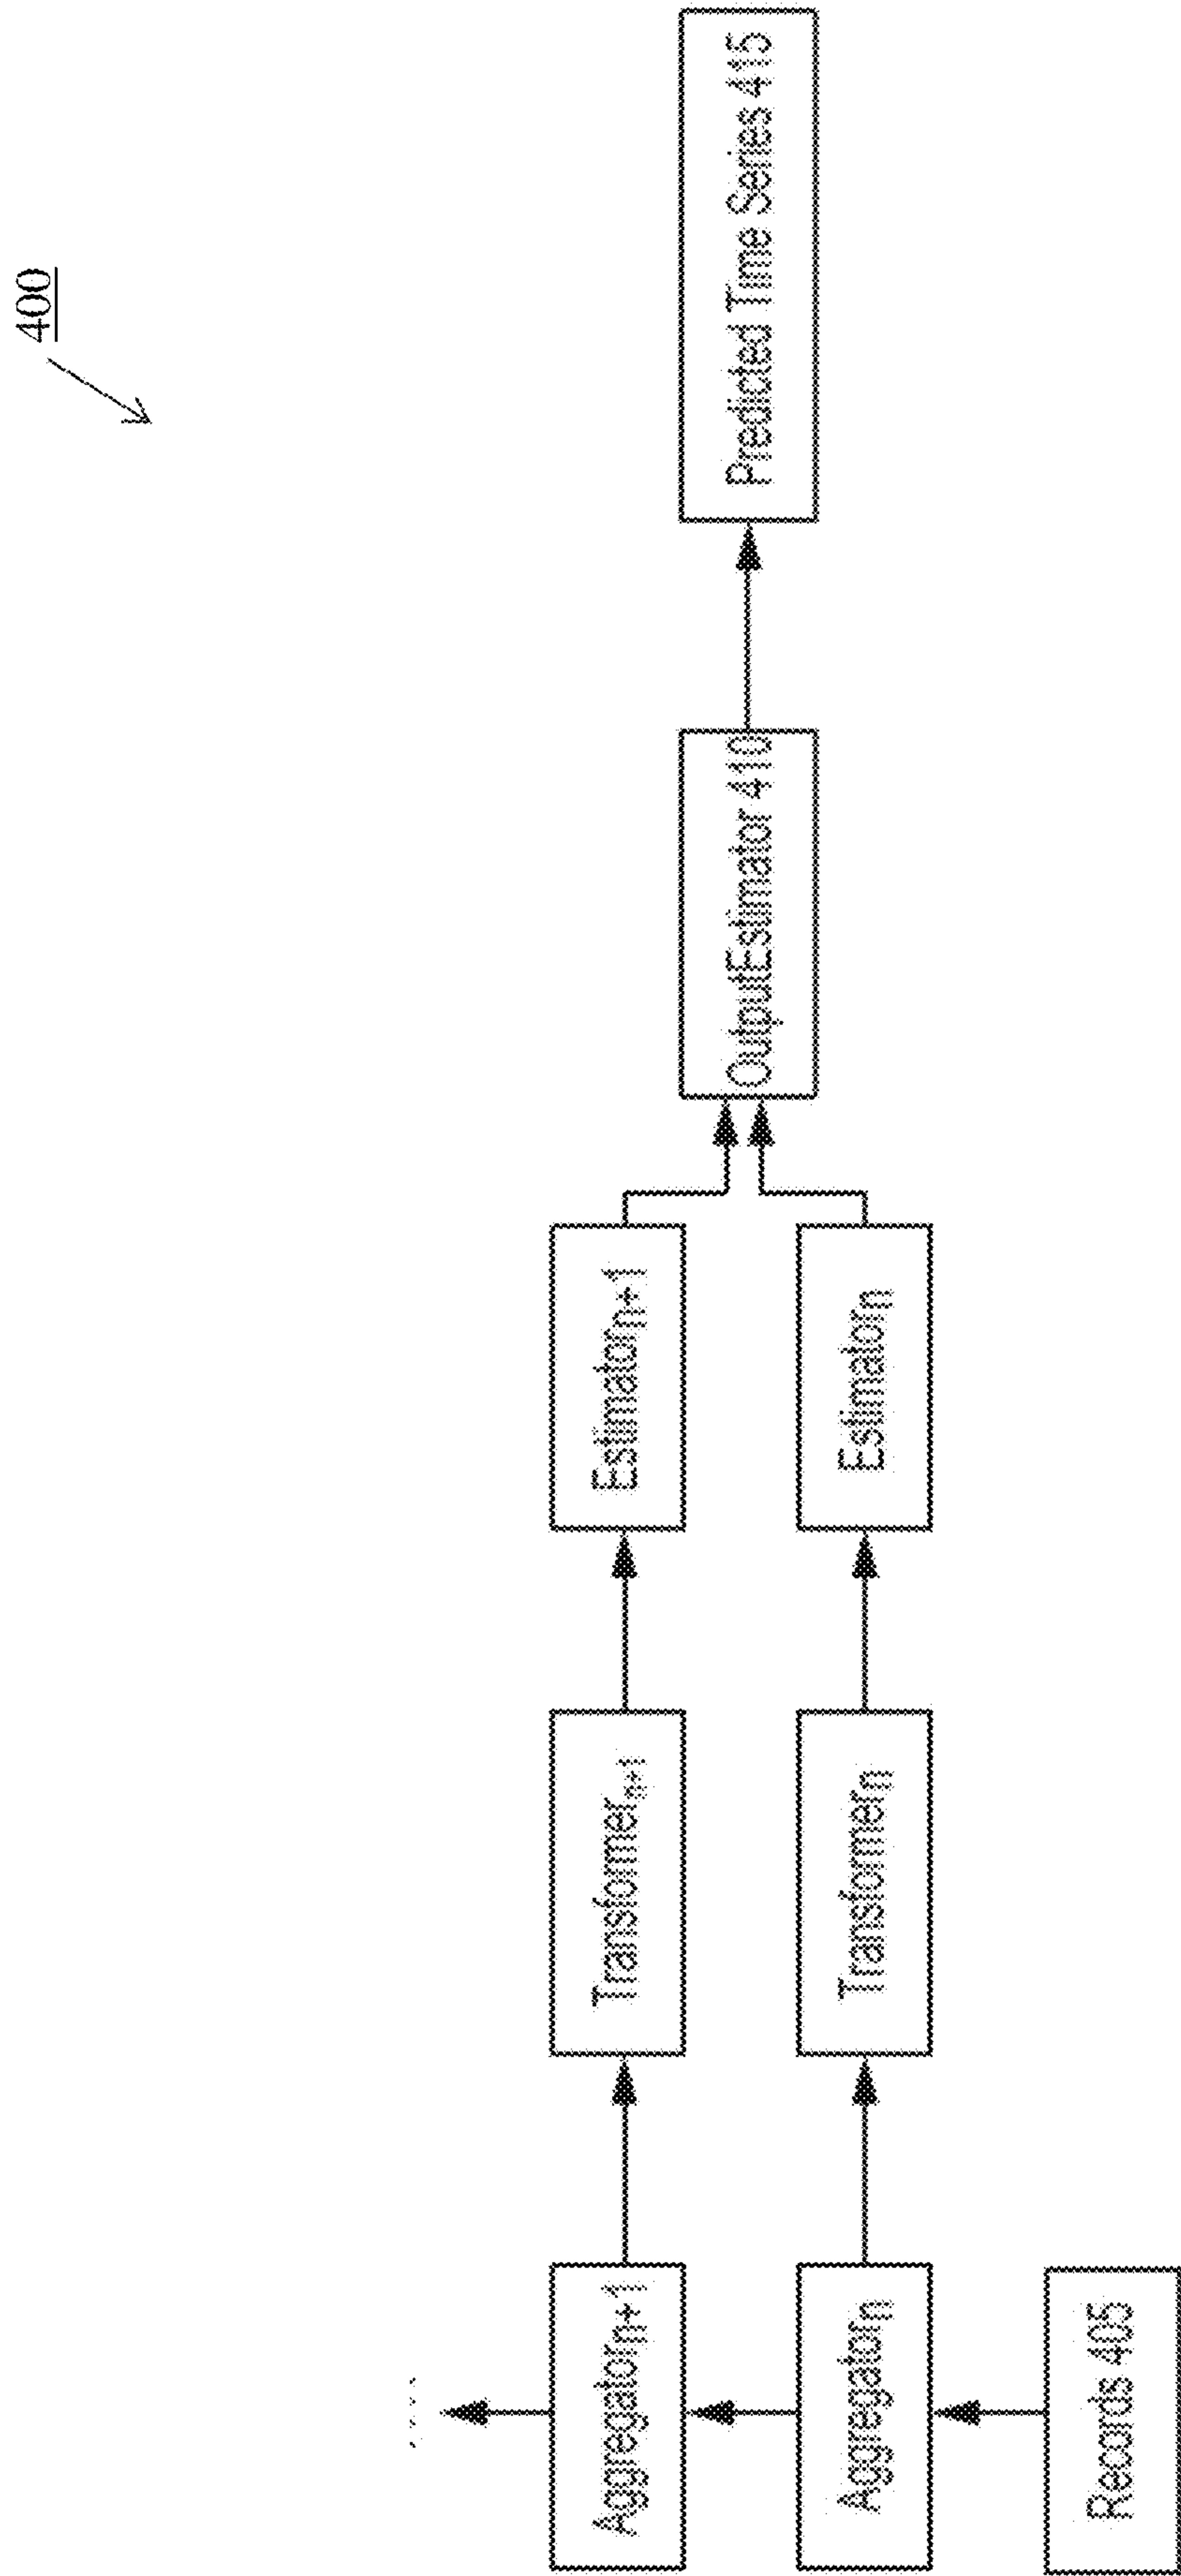 400
.....
Aggregatorn+1
Transformern+1
Estimatorn+1
OutputEstimator 410
Predicted Time Series 415
Aggregatorn
Transformern
Estimatorn
Records 405